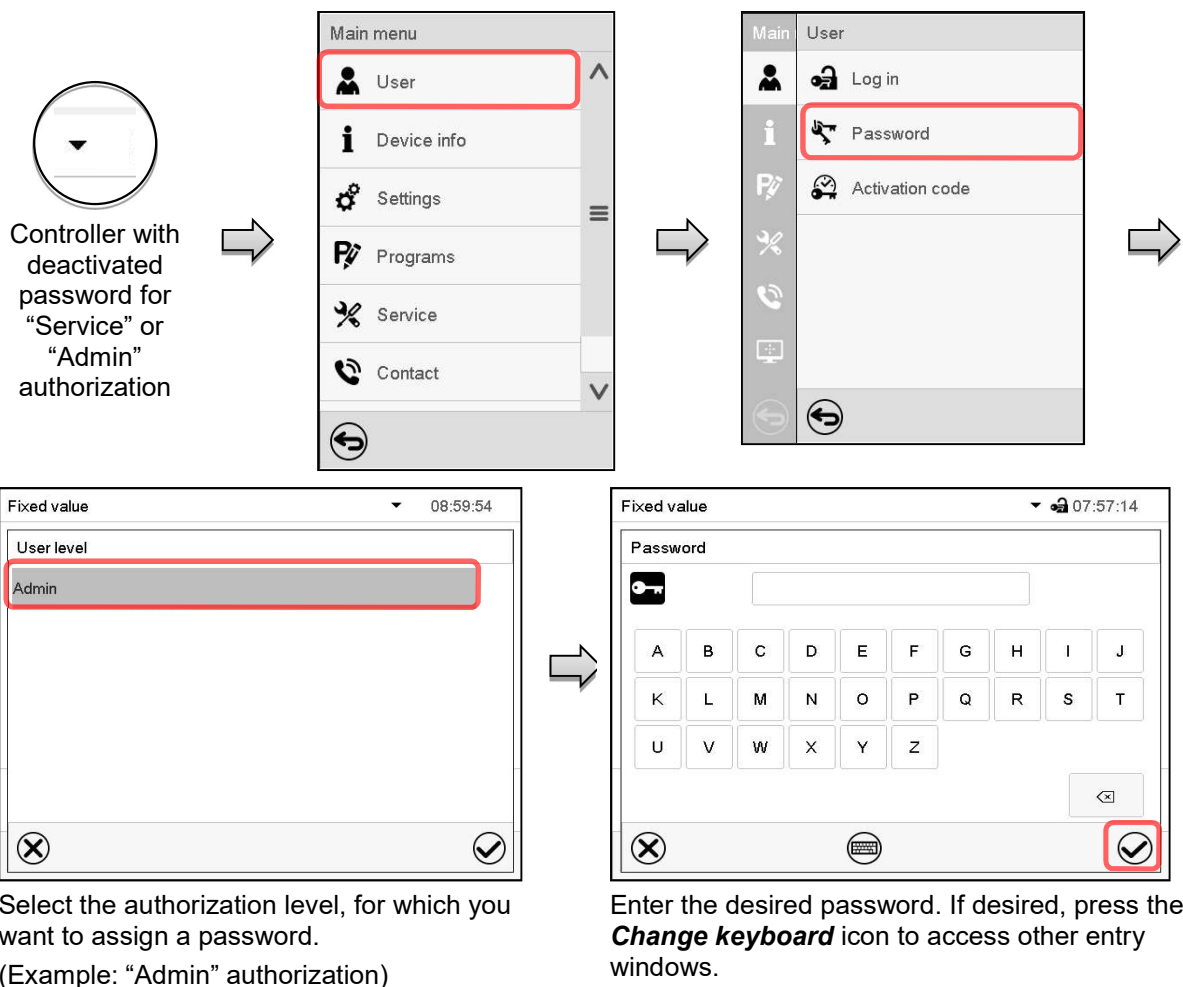 Controller with
deactivated
password for
“Service” or
“Admin”
authorization
Main menu
User
Device info
Settings
Programs
Service
Contact
Main
User
Log in
Password
Activation code
Fixed value 08:59:54
User level
Admin
Select the authorization level, for which you
want to assign a password.
(Example: “Admin” authorization)
Fixed value 07:57:14
Password
A B C D E F G H I J
K L M N O P Q R S T
U V W X Y Z
Enter the desired password. If desired, press the
Change keyboard icon to access other entry
windows.